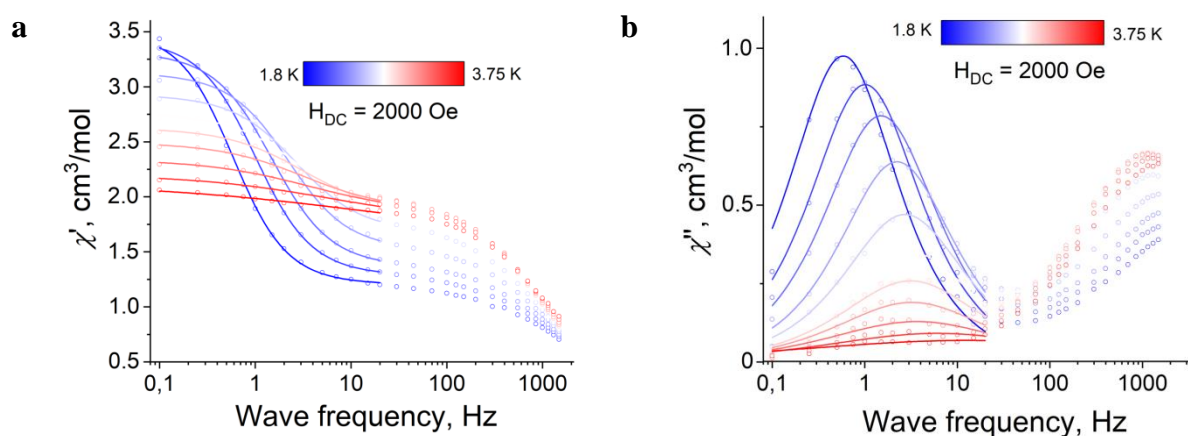 a
3.5
3.0
2.5
2.0
1.5
1.0
0.5
χ', cm³/mol
1.8 K
3.75 K
H_DC = 2000 Oe
0,1
1
10
100
1000
Wave frequency, Hz
b
1.0
0.5
0
χ", cm³/mol
1.8 K
3.75 K
H_DC = 2000 Oe
0,1
1
10
100
1000
Wave frequency, Hz